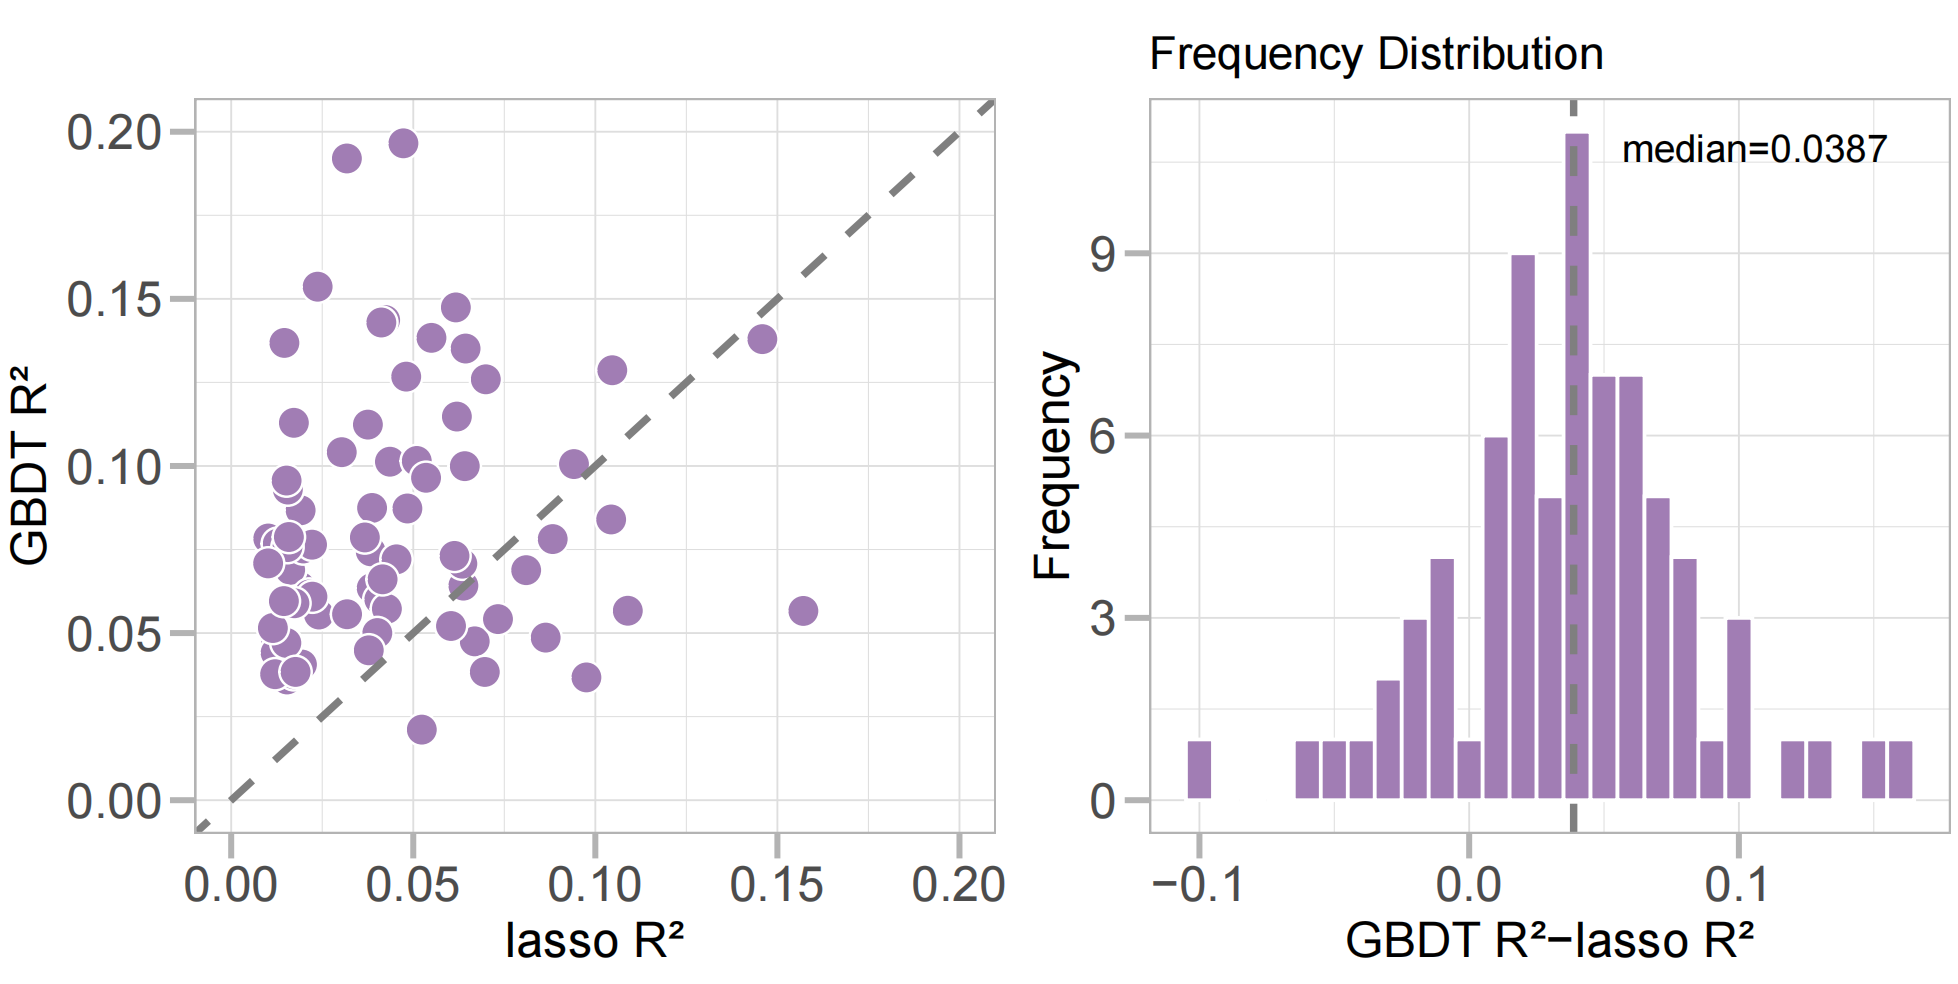 0.20
0.15
0.10
0.05
0.00
GBDT R²
0.00 0.05 0.10 0.15 0.20
lasso R²
Frequency Distribution
median=0.0387
9
6
3
0
Frequency
−0.1 0.0 0.1
GBDT R²−lasso R²